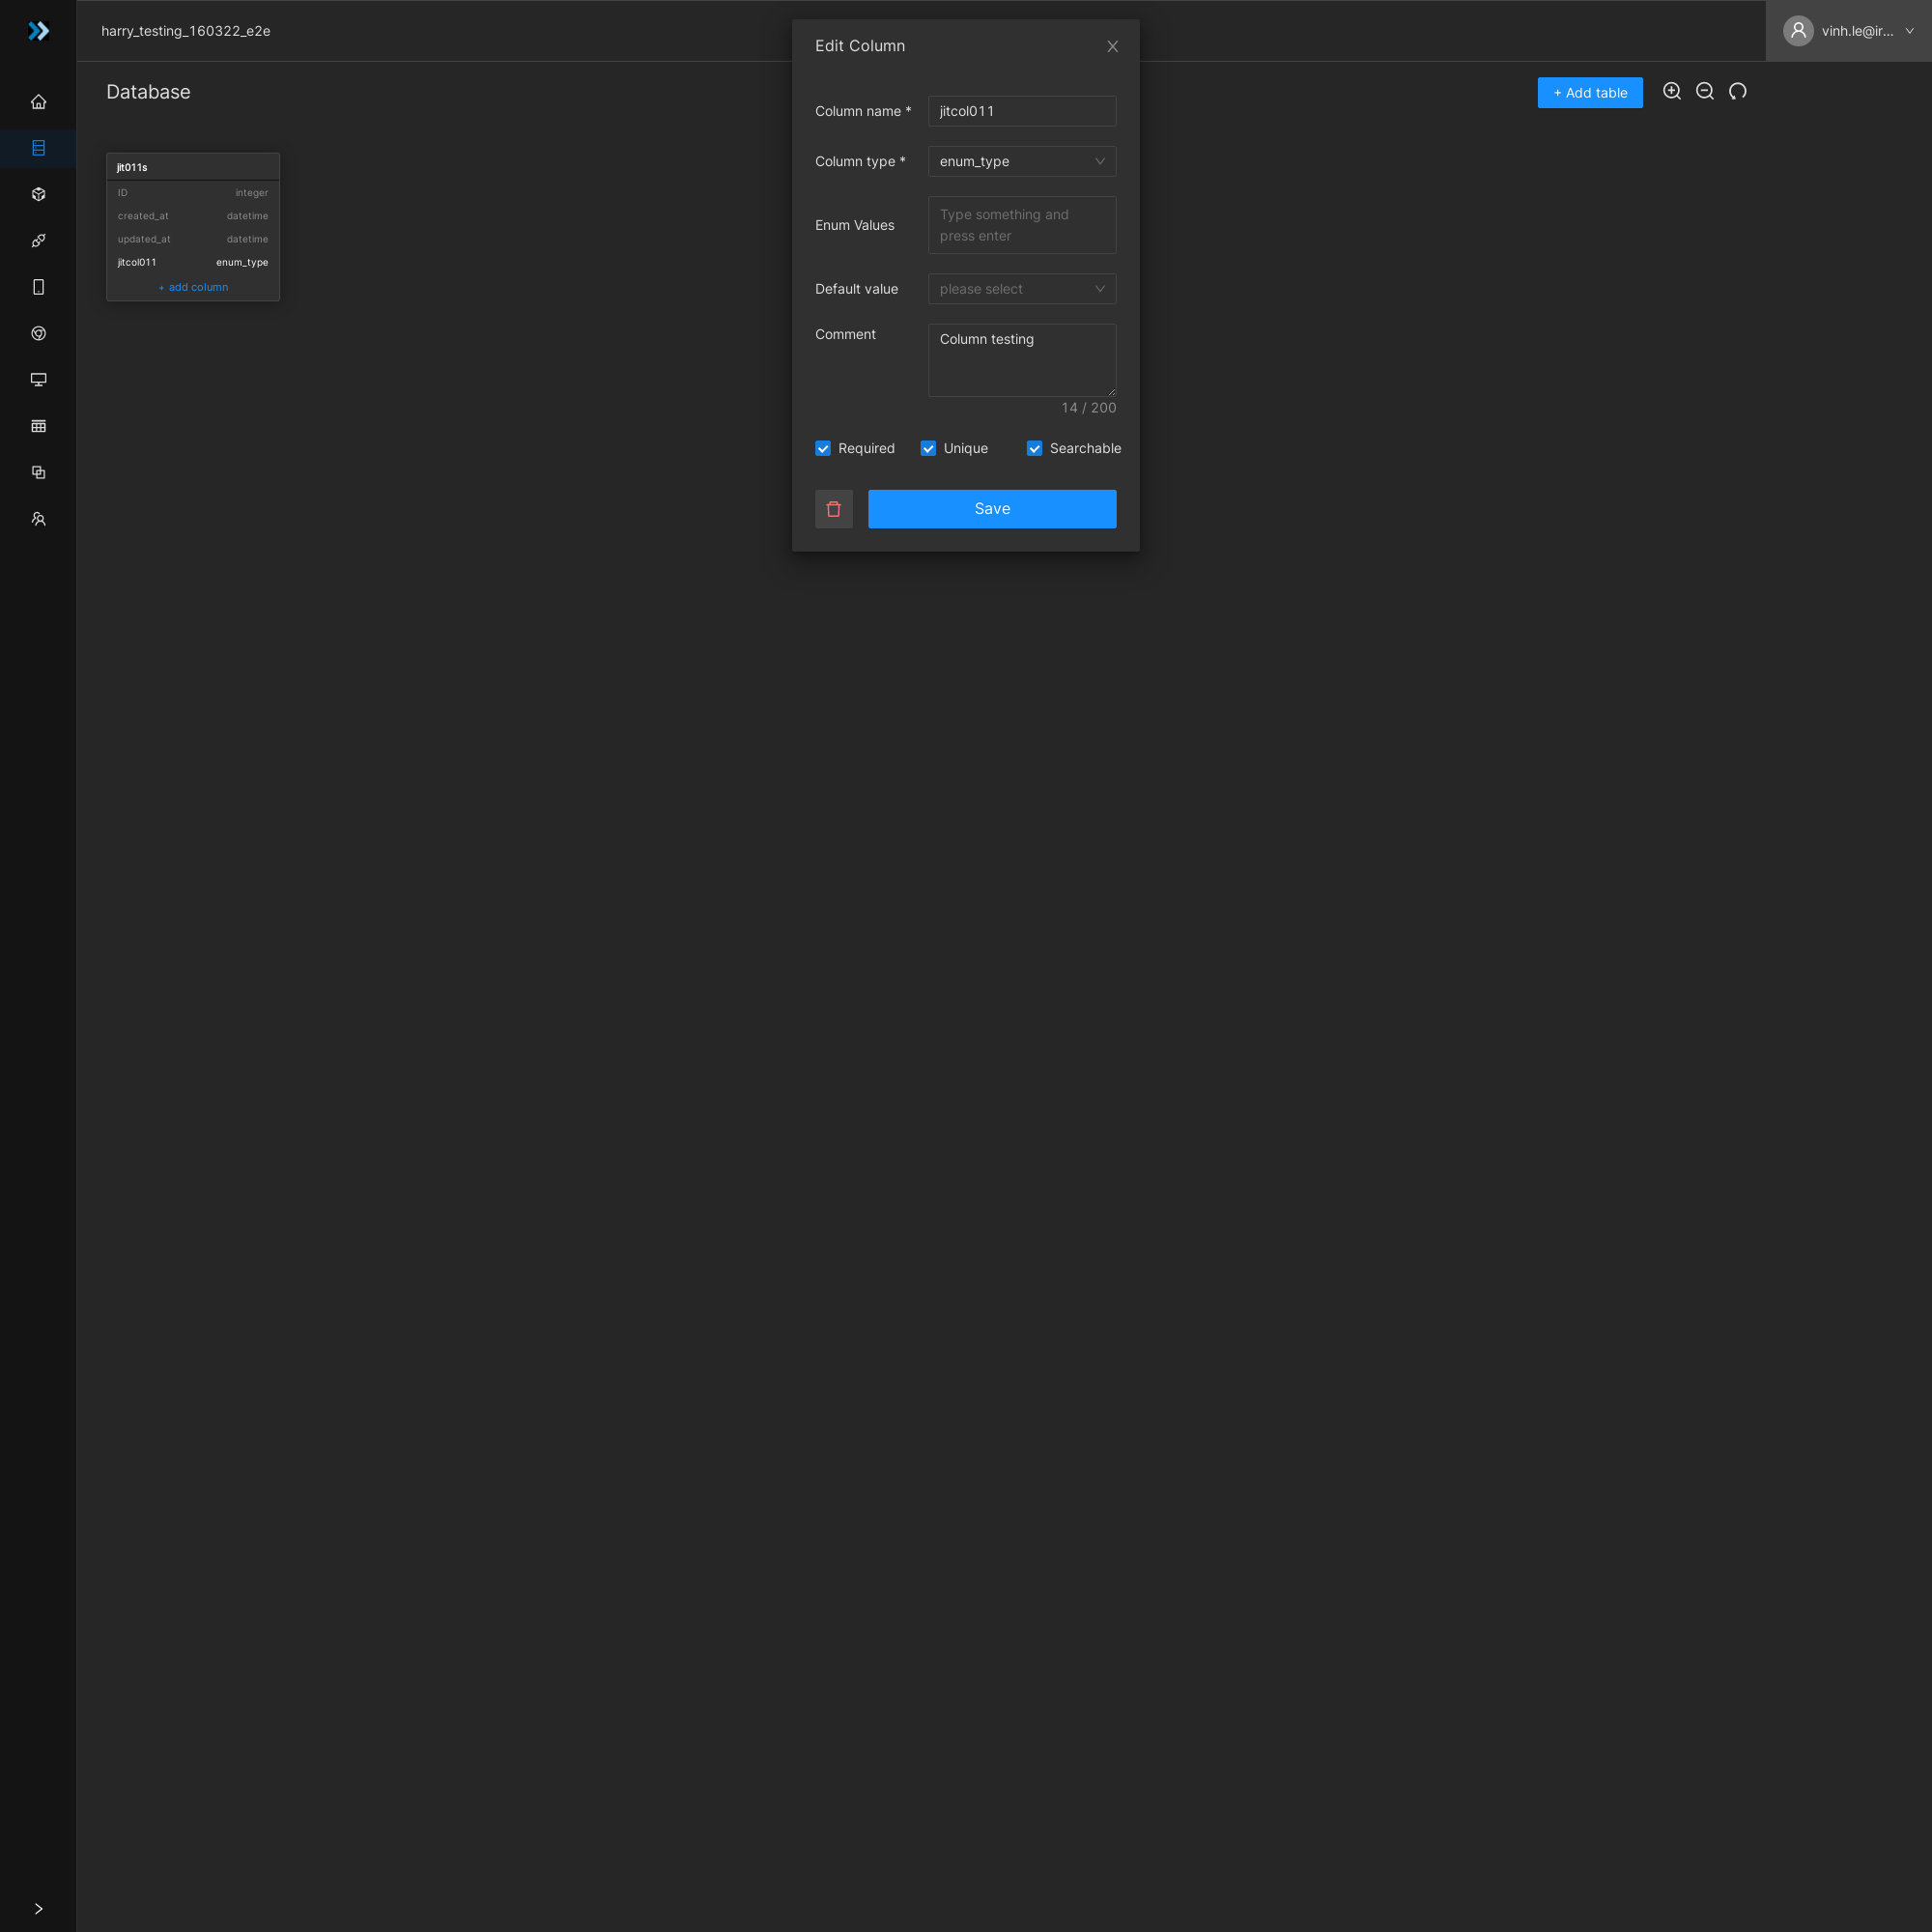 harry_testing_160322_e2e
vinh.le@ir...
Database
+ Add table
jit011s
ID integer
created_at datetime
updated_at datetime
jitcol011 enum_type
+ add column
Edit Column
Column name * jitcol011
Column type * enum_type
Enum Values Type something and
press enter
Default value please select
Comment Column testing
14 / 200
Required Unique Searchable
Save